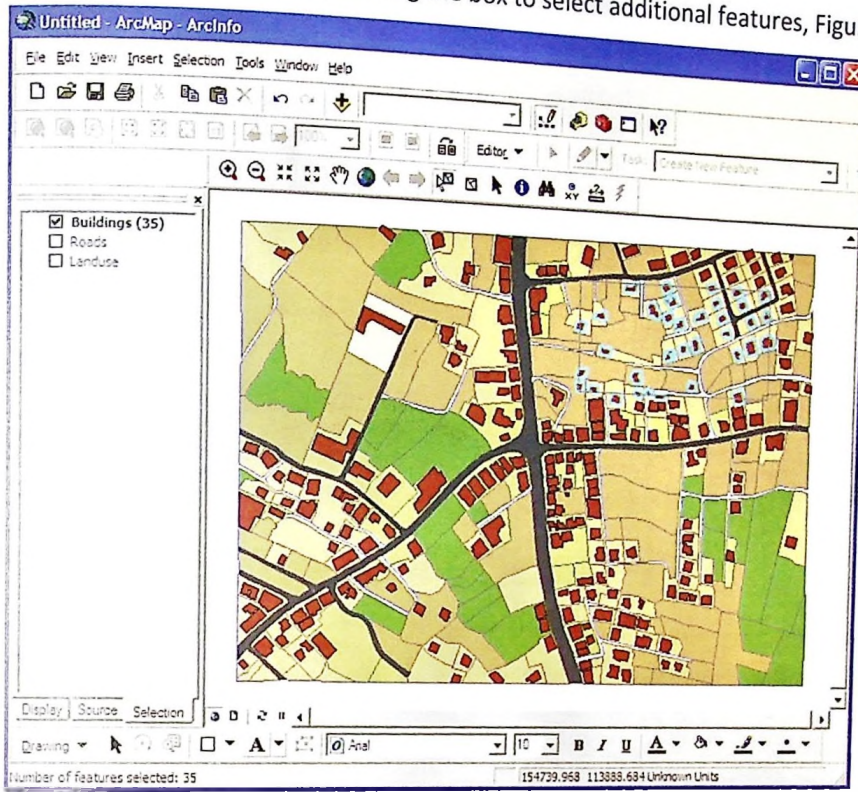 box to select additional features, Figu
Untitled - ArcMap - ArcInfo
File Edit View Insert Selection Tools Window Help
100%
Editor
Task: Create New Feature
Buildings (35)
Roads
Landuse
Display Source Selection
Drawing A Arial 10 B I U A
Number of features selected: 35
154739.968 113888.684 Unknown Units